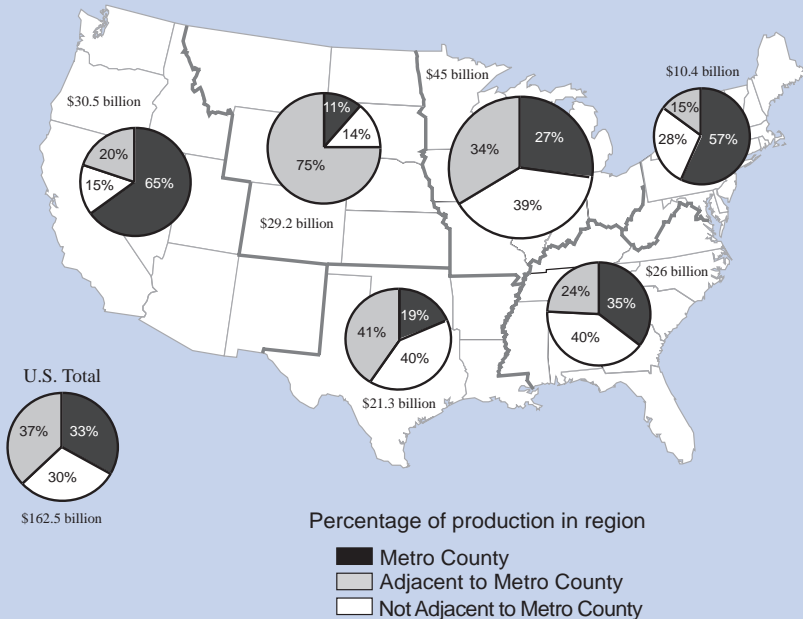 $45 billion
$10.4 billion
$30.5 billion
11%
14%
75%
27%
34%
39%
15%
57%
28%
20%
65%
15%
$29.2 billion
$26 billion
24%
35%
40%
19%
41%
40%
$21.3 billion
U.S. Total
37%
33%
30%
$162.5 billion
Percentage of production in region
Metro County
Adjacent to Metro County
Not Adjacent to Metro County